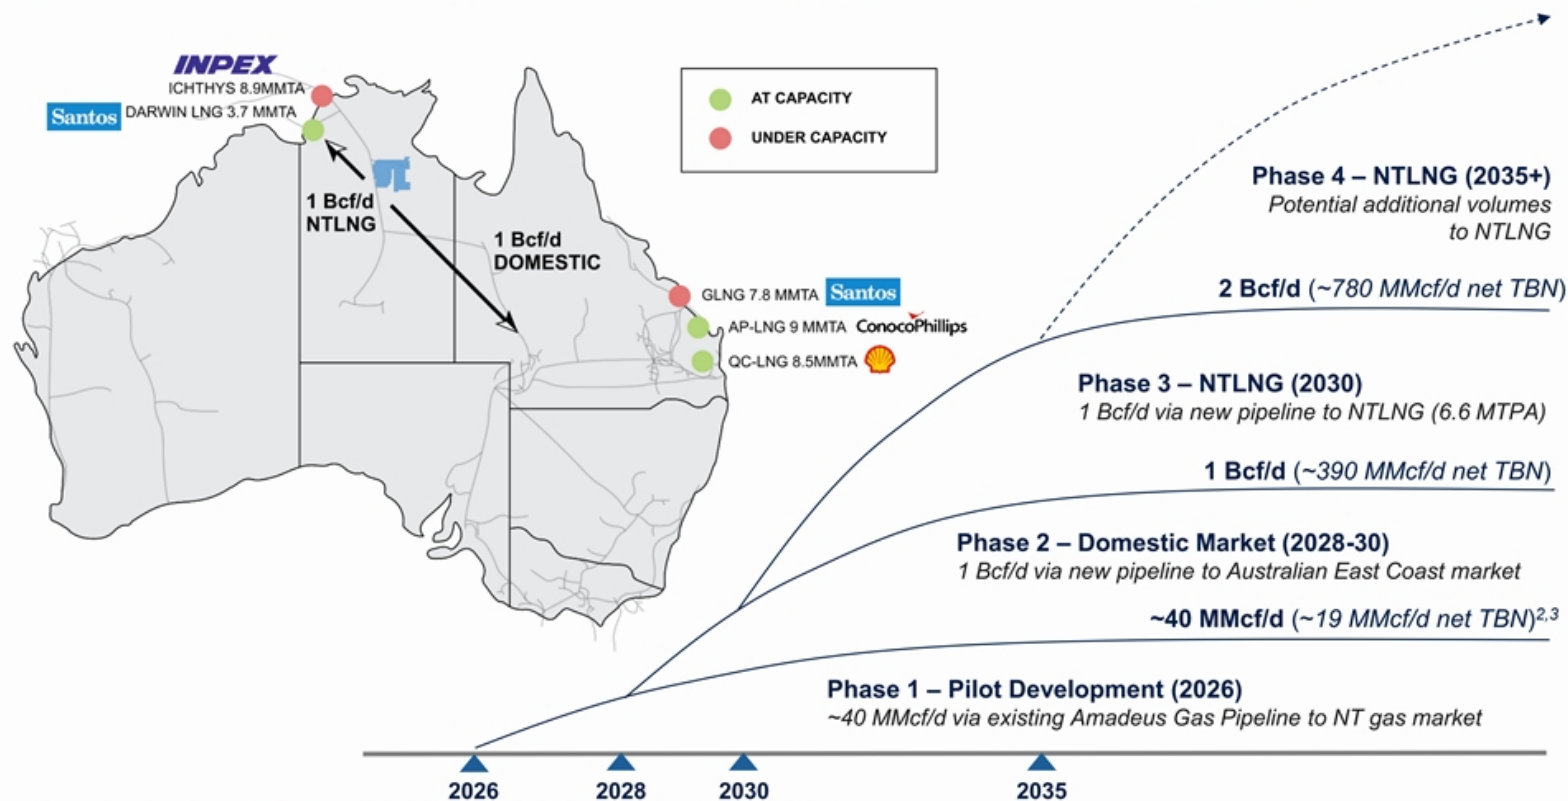 INPEX
ICHTHYS 8.9MMTA
Santos DARWIN LNG 3.7 MMTA
1 Bcf/d
NTLNG
1 Bcf/d
DOMESTIC
GLNG 7.8 MMTA Santos
AP-LNG 9 MMTA ConocoPhillips
QC-LNG 8.5MMTA
AT CAPACITY
UNDER CAPACITY
Phase 4 – NTLNG (2035+)
Potential additional volumes
to NTLNG
2 Bcf/d (~780 MMcf/d net TBN)
Phase 3 – NTLNG (2030)
1 Bcf/d via new pipeline to NTLNG (6.6 MTPA)
1 Bcf/d (~390 MMcf/d net TBN)
Phase 2 – Domestic Market (2028-30)
1 Bcf/d via new pipeline to Australian East Coast market
~40 MMcf/d (~19 MMcf/d net TBN)2,3
Phase 1 – Pilot Development (2026)
~40 MMcf/d via existing Amadeus Gas Pipeline to NT gas market
2026
2028
2030
2035